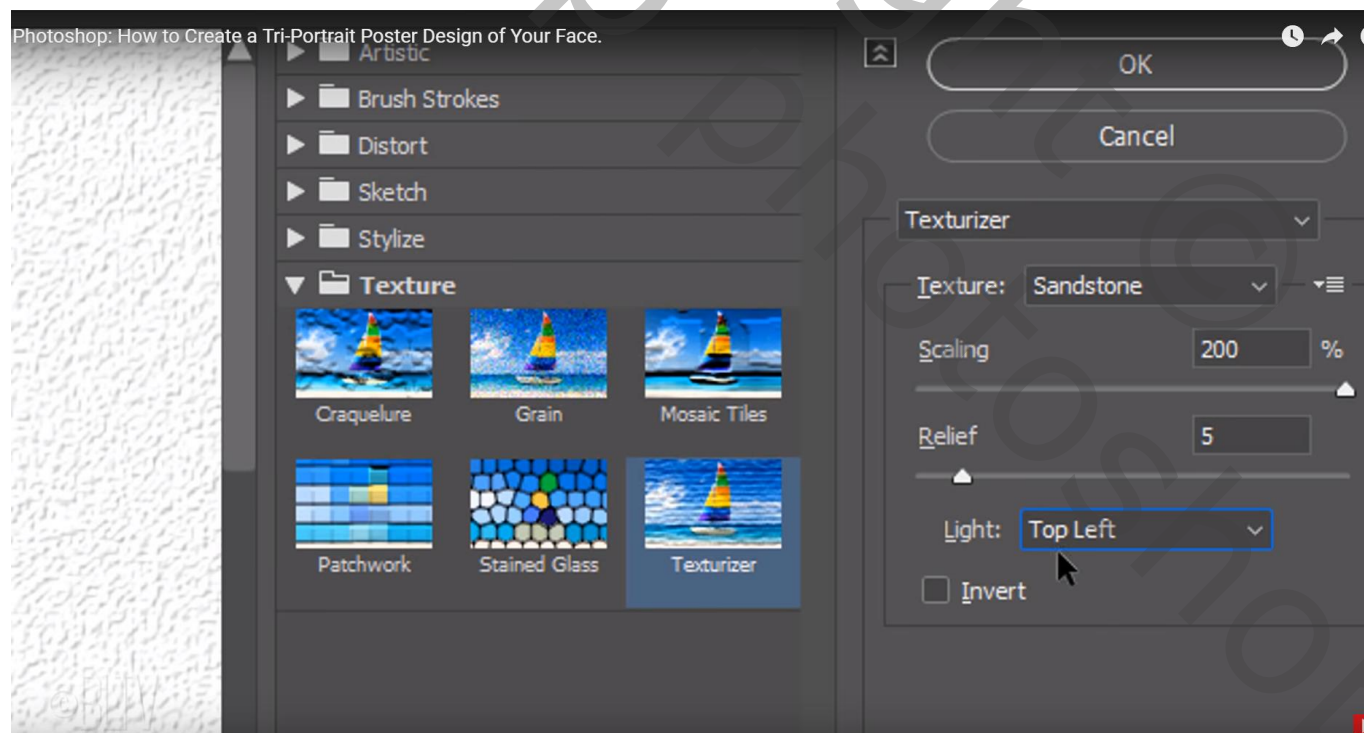 Photoshop: How to Create a Tri-Portrait Poster Design of Your Face.
Artistic
Brush Strokes
Distort
Sketch
Stylize
Texture
Craquelure
Grain
Mosaic Tiles
Patchwork
Stained Glass
Texturizer
OK
Cancel
Texturizer
Texture: Sandstone
Scaling 200 %
Relief 5
Light: Top Left
Invert
©BLTV